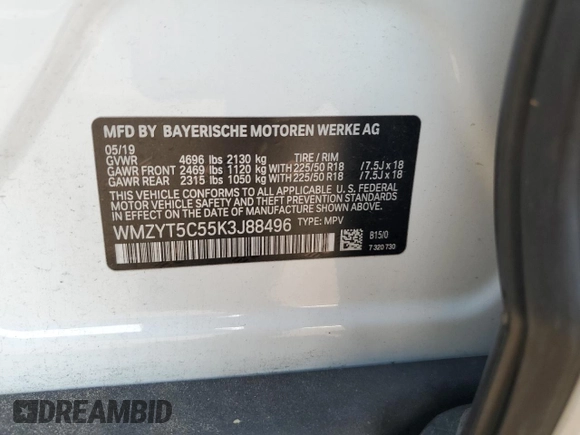 MFD BY BAYERISCHE MOTOREN WERKE AG
05/19
GVWR 4696 lbs 2130 kg TIRE / RIM
GAWR FRONT 2469 lbs 1120 kg WITH 225/50 R18 / 7.5J x 18
GAWR REAR 2315 lbs 1050 kg WITH 225/50 R18 / 7.5J x 18
THIS VEHICLE CONFORMS TO ALL APPLICABLE U. S. FEDERAL
MOTOR VEHICLE SAFETY AND THEFT PREVENTION STANDARDS IN
EFFECT ON THE DATE OF MANUFACTURE SHOWN ABOVE.
WMZYT5C55K3J88496 TYPE: MPV
B15/0
7 320 730
DREAMBID